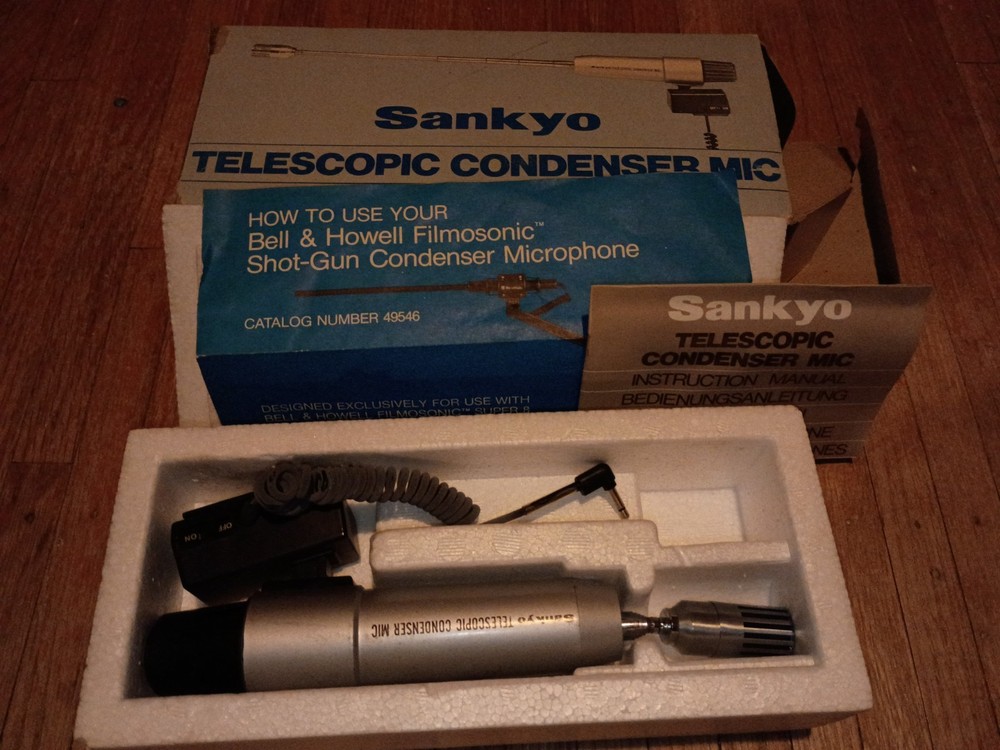 Sankyo
TELESCOPIC CONDENSER MIC
HOW TO USE YOUR
Bell & Howell Filmosonic™
Shot-Gun Condenser Microphone
CATALOG NUMBER 49546
DESIGNED EXCLUSIVELY FOR USE WITH
BELL & HOWELL FILMOSONIC™ SUPER 8
Sankyo
TELESCOPIC
CONDENSER MIC
INSTRUCTION MANUAL
BEDIENUNGSANLEITUNG
OFF
ON
Sankyo TELESCOPIC CONDENSER MIC